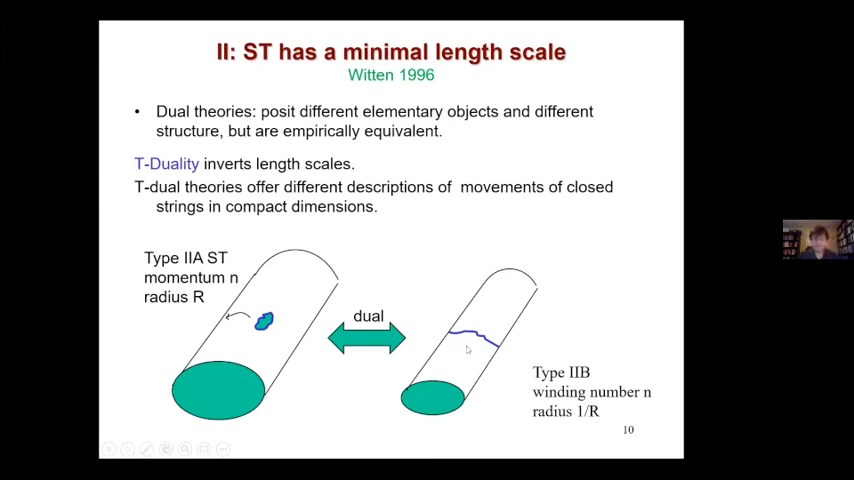 II: ST has a minimal length scale
Witten 1996
• Dual theories: posit different elementary objects and different
structure, but are empirically equivalent.
T-Duality inverts length scales.
T-dual theories offer different descriptions of movements of closed
strings in compact dimensions.
Type IIA ST
momentum n
radius R
dual
Type IIB
winding number n
radius 1/R
10